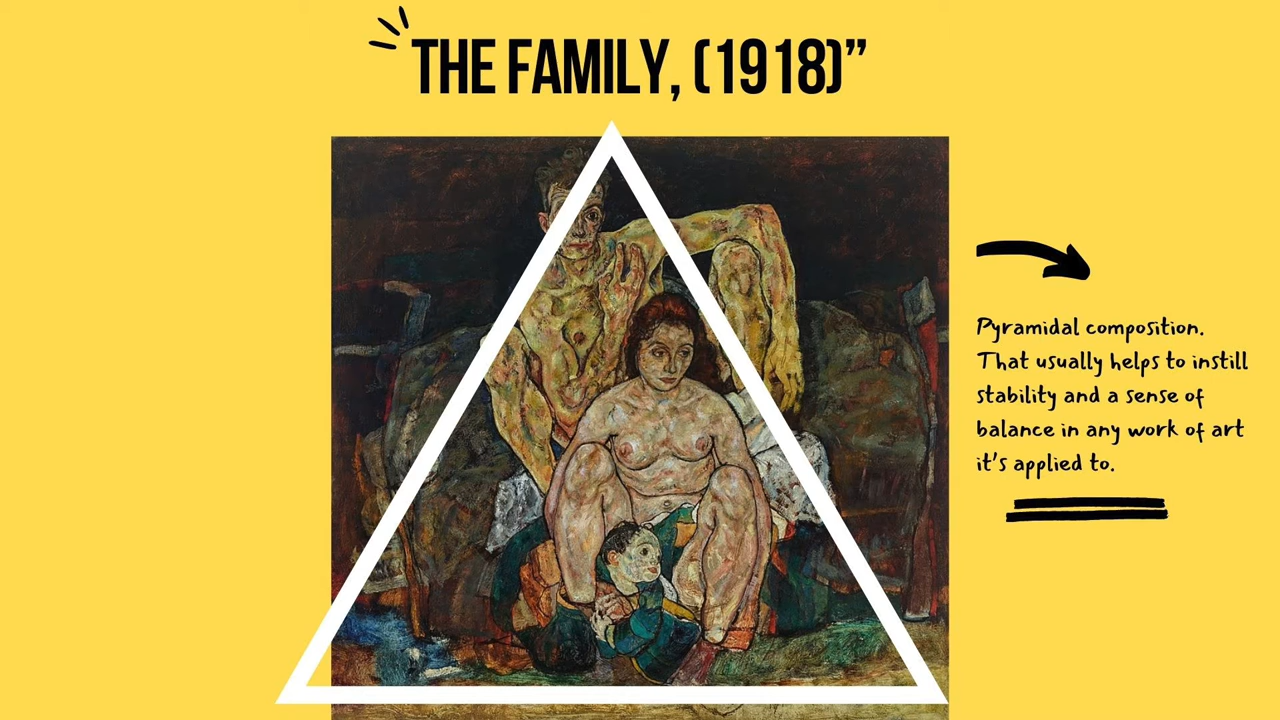 "THE FAMILY, (1918)”
Pyramidal composition.
That usually helps to instill
stability and a sense of
balance in any work of art
it's applied to.